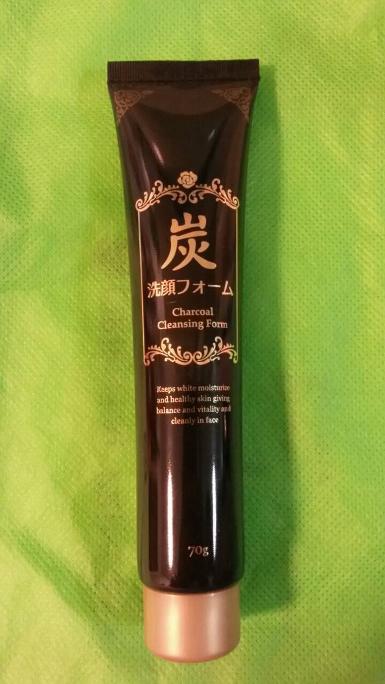 炭
洗顔フォーム
Charcoal
Cleansing Form
Keeps white moisturize
and healthy skin giving
balance and vitality and
cleanly in face
70g